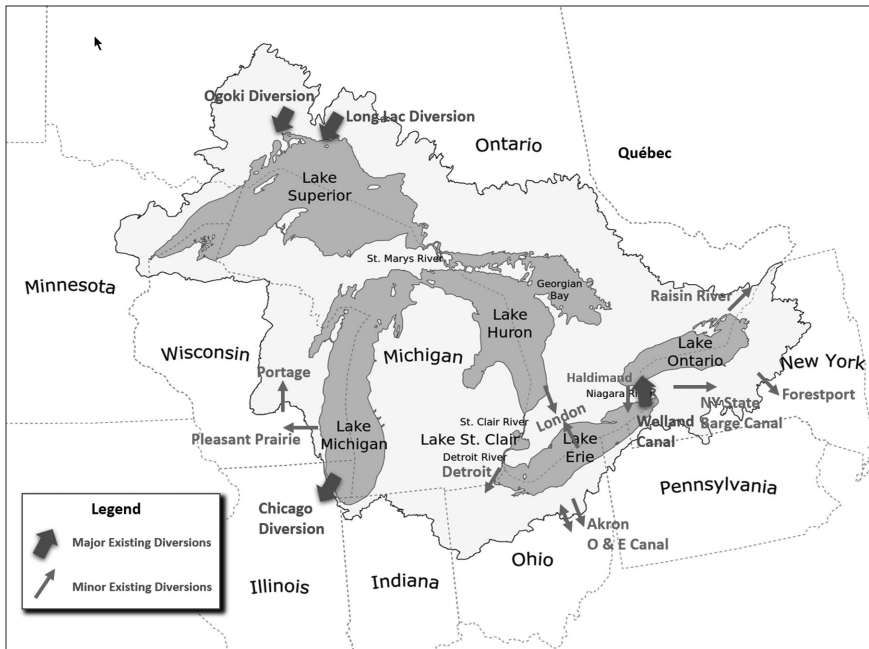 Ogoki Diversion
Long Lac Diversion
Ontario
Québec
Lake
Superior
St. Marys River
Georgian
Bay
Minnesota
Raisin River
Lake
Huron
Lake
Ontario
Wisconsin
Michigan
New York
Portage
Haldimand
Niagara River
Forestport
NY State
Barge Canal
London
St. Clair River
Lake
Michigan
Pleasant Prairie
Lake St. Clair
Lake
Erie
Welland
Canal
Detroit River
Detroit
Pennsylvania
Chicago
Diversion
Akron
O & E Canal
Ohio
Illinois
Indiana
Legend
Major Existing Diversions
Minor Existing Diversions